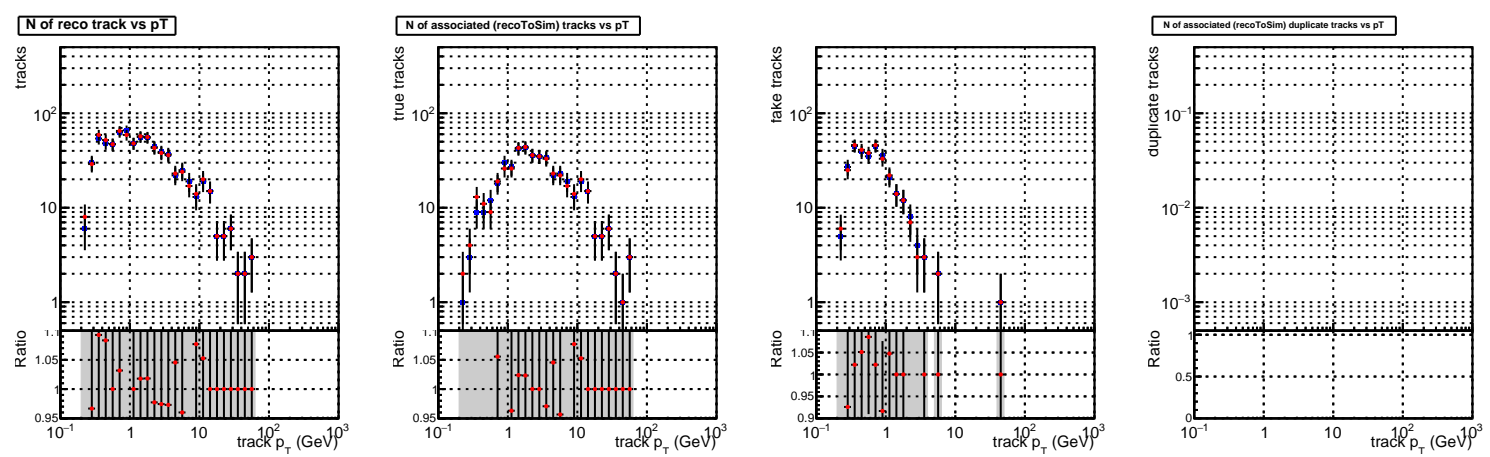 N of reco track vs pT
N of associated (recoToSim) tracks vs pT
N of associated (recoToSim) duplicate tracks vs pT
tracks
10²
10
1
Ratio
1.1
1.05
1
0.95
10⁻¹ 1 10 10² 10³
track p_T (GeV)
true tracks
10²
10
1
Ratio
1.1
1.05
1
0.95
10⁻¹ 1 10 10² 10³
track p_T (GeV)
fake tracks
10²
10
1
Ratio
1.1
1.05
1
0.95
0.9
10⁻¹ 1 10 10² 10³
track p_T (GeV)
duplicate tracks
10⁻¹
10⁻²
10⁻³
Ratio
1
0.5
0
10⁻¹ 1 10 10² 10³
track p_T (GeV)